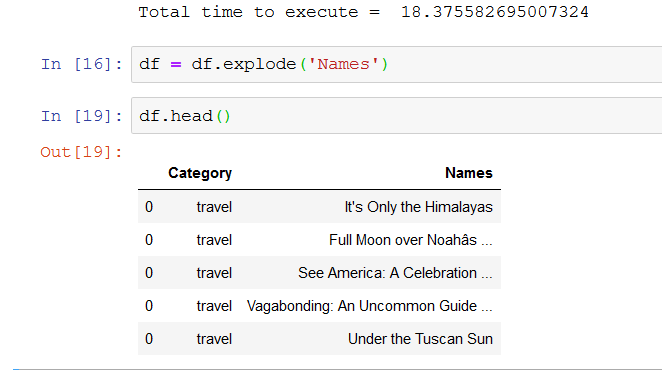 Total time to execute =  18.375582695007324
In [16]: df = df.explode('Names')
In [19]: df.head()
Out[19]:
Category Names
0 travel It's Only the Himalayas
0 travel Full Moon over Noahâs ...
0 travel See America: A Celebration ...
0 travel Vagabonding: An Uncommon Guide ...
0 travel Under the Tuscan Sun